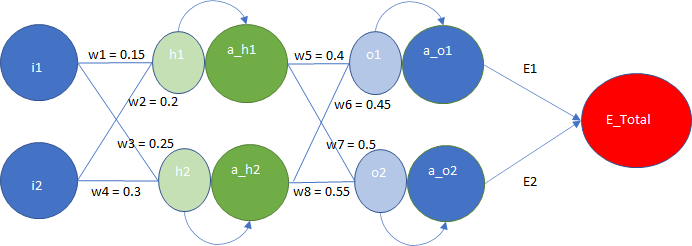 i1
w1 = 0.15
h1
a_h1
w5 = 0.4
o1
a_o1
E1
w2 = 0.2
w6 = 0.45
E_Total
w3 = 0.25
w7 = 0.5
i2
w4 = 0.3
h2
a_h2
w8 = 0.55
o2
a_o2
E2